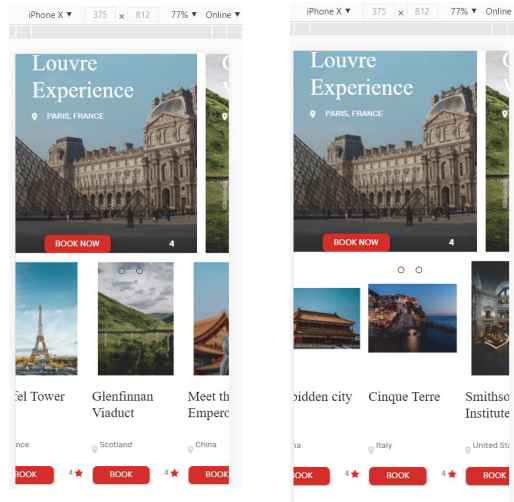 iPhone X ▼ 375 × 812 77% ▼ Online ▼
Louvre
Experience
PARIS, FRANCE
BOOK NOW 4
fel Tower
Glenfinnan
Viaduct
Meet th
Empero
nce
Scotland
China
BOOK 4 ★ BOOK 4 ★ BOOK
iPhone X ▼ 375 × 812 77% ▼ Online
Louvre
Experience
PARIS, FRANCE
BOOK NOW 4
bidden city
Cinque Terre
Smithso
Institute
na
Italy
United Sta
BOOK 4 ★ BOOK 4 ★ BOOK